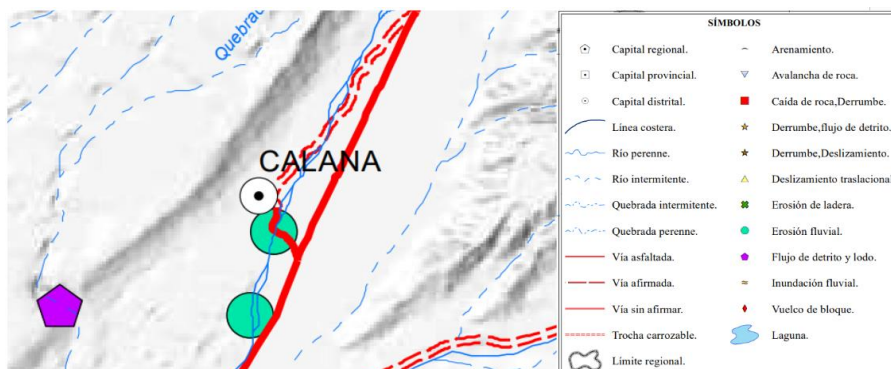 Quebrad
CALANA
SÍMBOLOS
Capital regional.
Capital provincial.
Capital distrital.
Línea costera.
Río perenne.
Río intermitente.
Quebrada intermitente.
Quebrada perenne.
Vía asfaltada.
Vía afirmada.
Vía sin afirmar.
Trocha carrozable.
Límite regional.
Arenamiento.
Avalancha de roca.
Caída de roca,Derrumbe.
Derrumbe,flujo de detrito.
Derrumbe,Deslizamiento.
Deslizamiento traslacional
Erosión de ladera.
Erosión fluvial.
Flujo de detrito y lodo.
Inundación fluvial.
Vuelco de bloque.
Laguna.